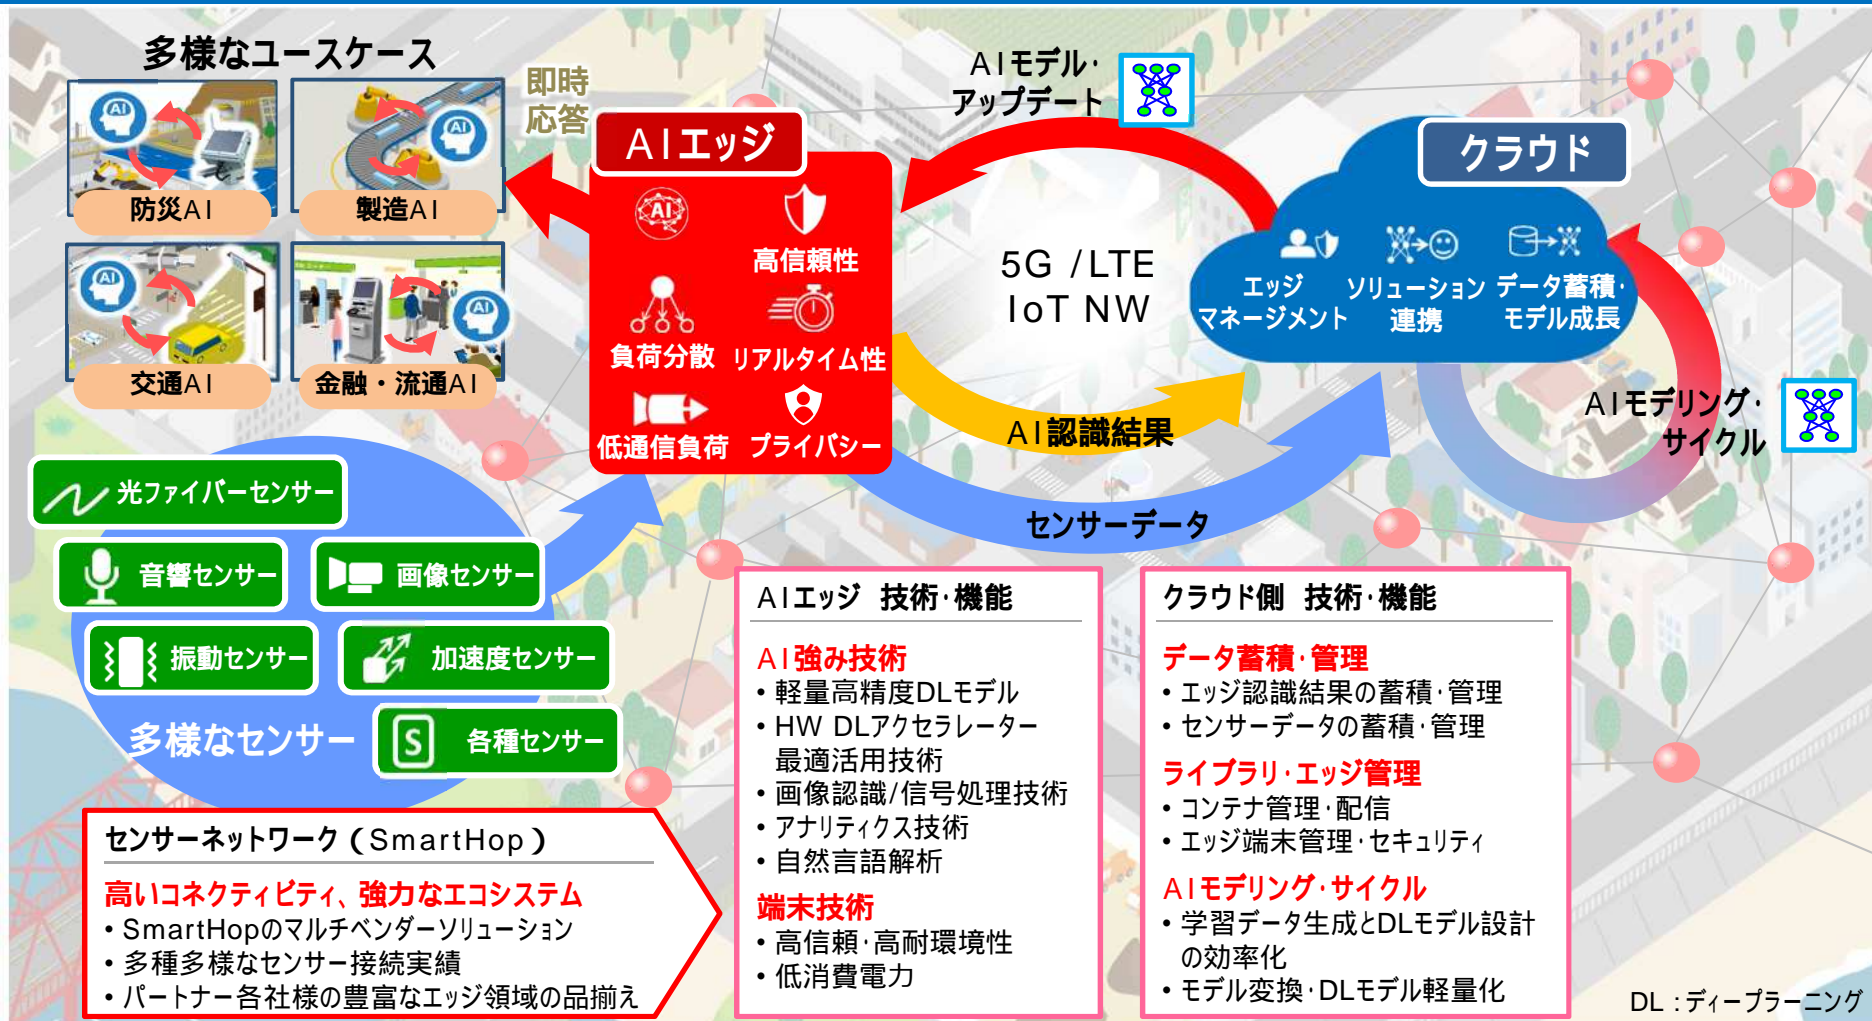 多様なユースケース
AI
防災AI
AI
製造AI
AI
交通AI
AI
金融・流通AI
即時
応答
AIエッジ
AI
高信頼性
負荷分散
リアルタイム性
低通信負荷
プライバシー
AIモデル・
アップデート
5G /LTE
IoT NW
クラウド
エッジ
マネージメント
ソリューション
連携
データ蓄積・
モデル成長
AIモデリング・
サイクル
AI認識結果
センサーデータ
光ファイバーセンサー
音響センサー
画像センサー
振動センサー
加速度センサー
多様なセンサー
S
各種センサー
センサーネットワーク（SmartHop）
高いコネクティビティ、強力なエコシステム
・SmartHopのマルチベンダーソリューション
・多種多様なセンサー接続実績
・パートナー各社様の豊富なエッジ領域の品揃え
AIエッジ 技術・機能
AI強み技術
・軽量高精度DLモデル
・HW DLアクセラレーター
最適活用技術
・画像認識/信号処理技術
・アナリティクス技術
・自然言語解析
端末技術
・高信頼・高耐環境性
・低消費電力
クラウド側 技術・機能
データ蓄積・管理
・エッジ認識結果の蓄積・管理
・センサーデータの蓄積・管理
ライブラリ・エッジ管理
・コンテナ管理・配信
・エッジ端末管理・セキュリティ
AIモデリング・サイクル
・学習データ生成とDLモデル設計
の効率化
・モデル変換・DLモデル軽量化
DL：ディープラーニング